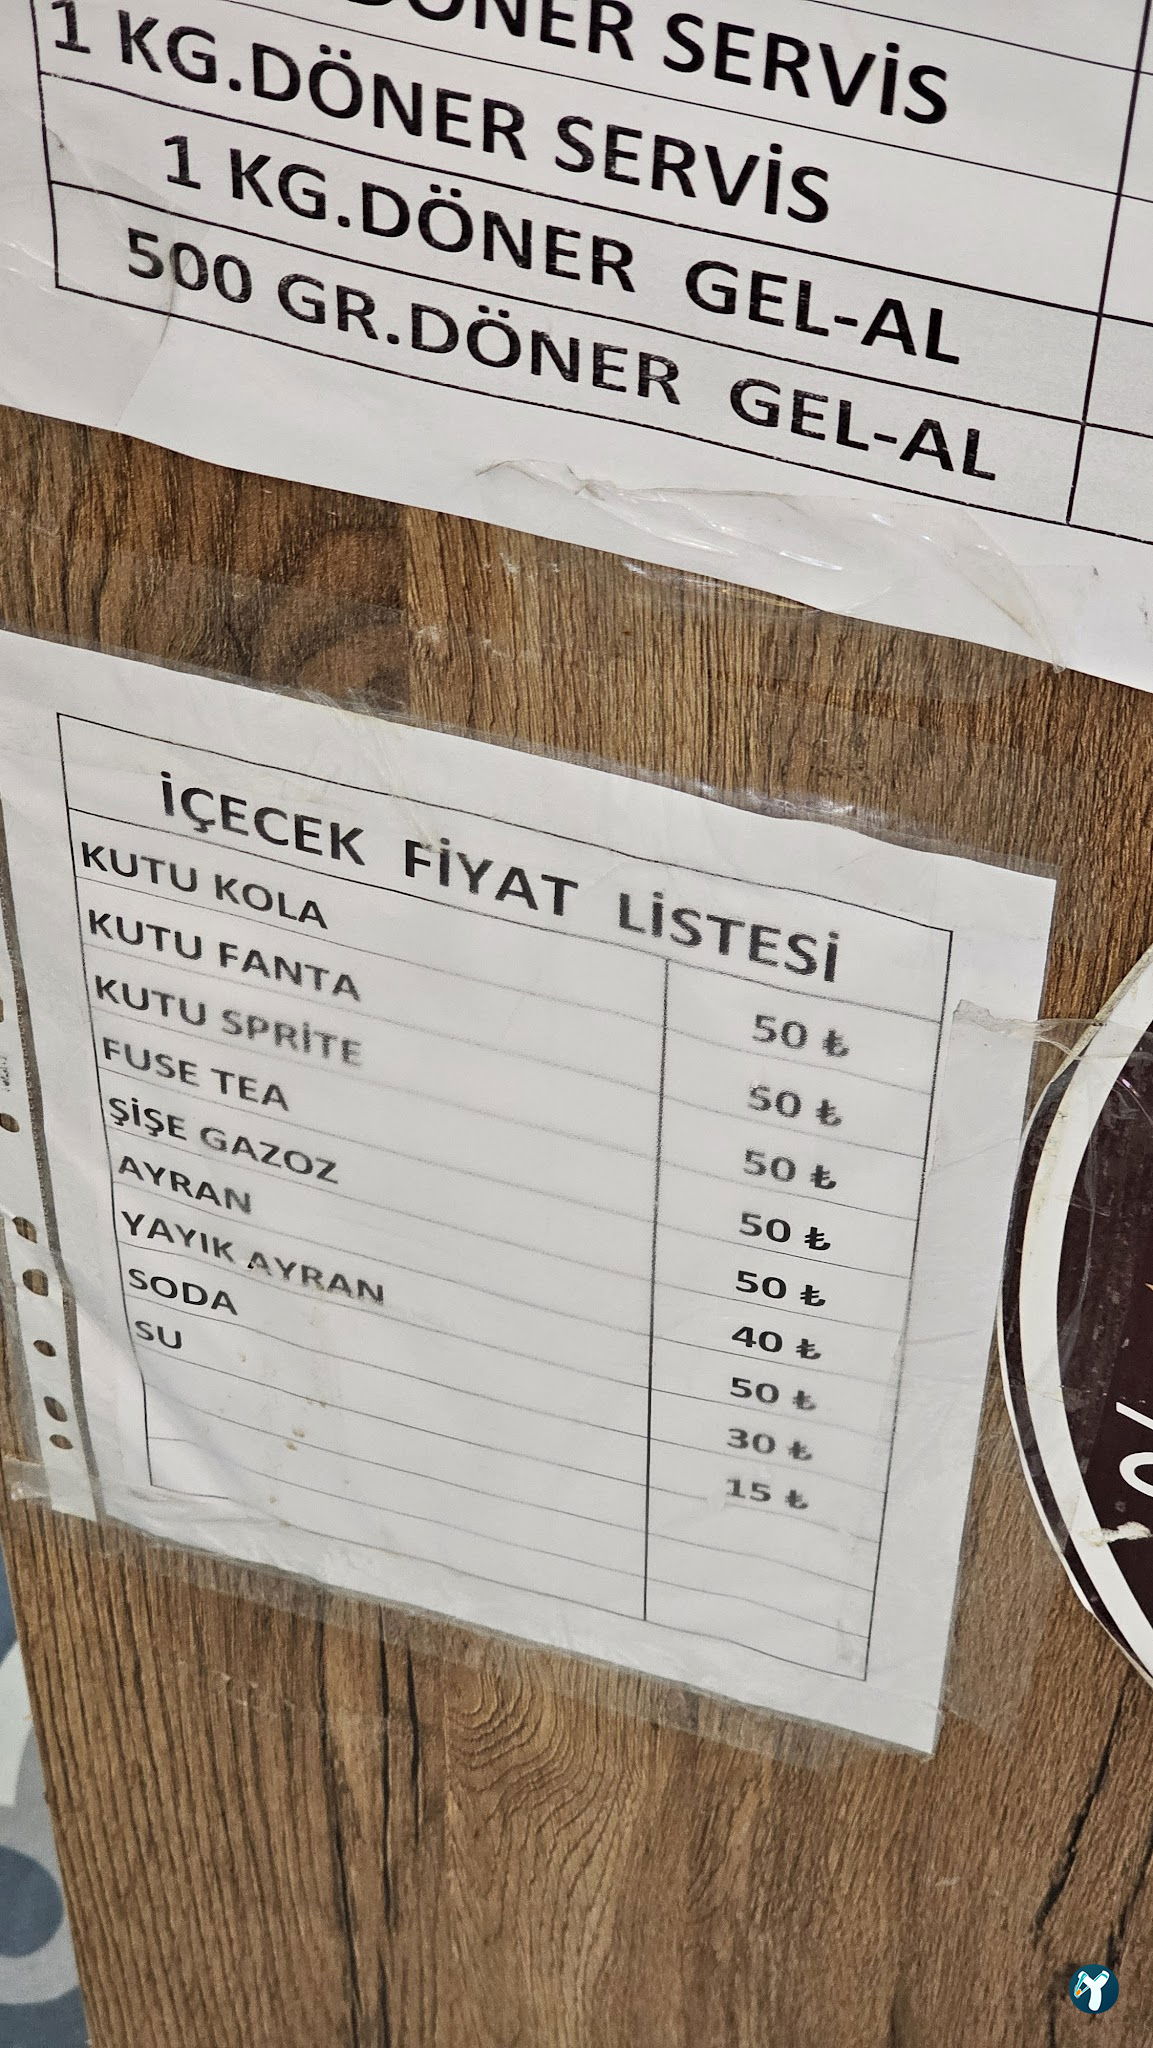 DÖNER SERVİS
1 KG.DÖNER SERVİS
1 KG.DÖNER GEL-AL
500 GR.DÖNER GEL-AL
İÇECEK FİYAT LİSTESİ
KUTU KOLA 50 ₺
KUTU FANTA 50 ₺
KUTU SPRİTE 50 ₺
FUSE TEA 50 ₺
ŞİŞE GAZOZ 50 ₺
AYRAN 40 ₺
YAYIK AYRAN 50 ₺
SODA 30 ₺
SU 15 ₺